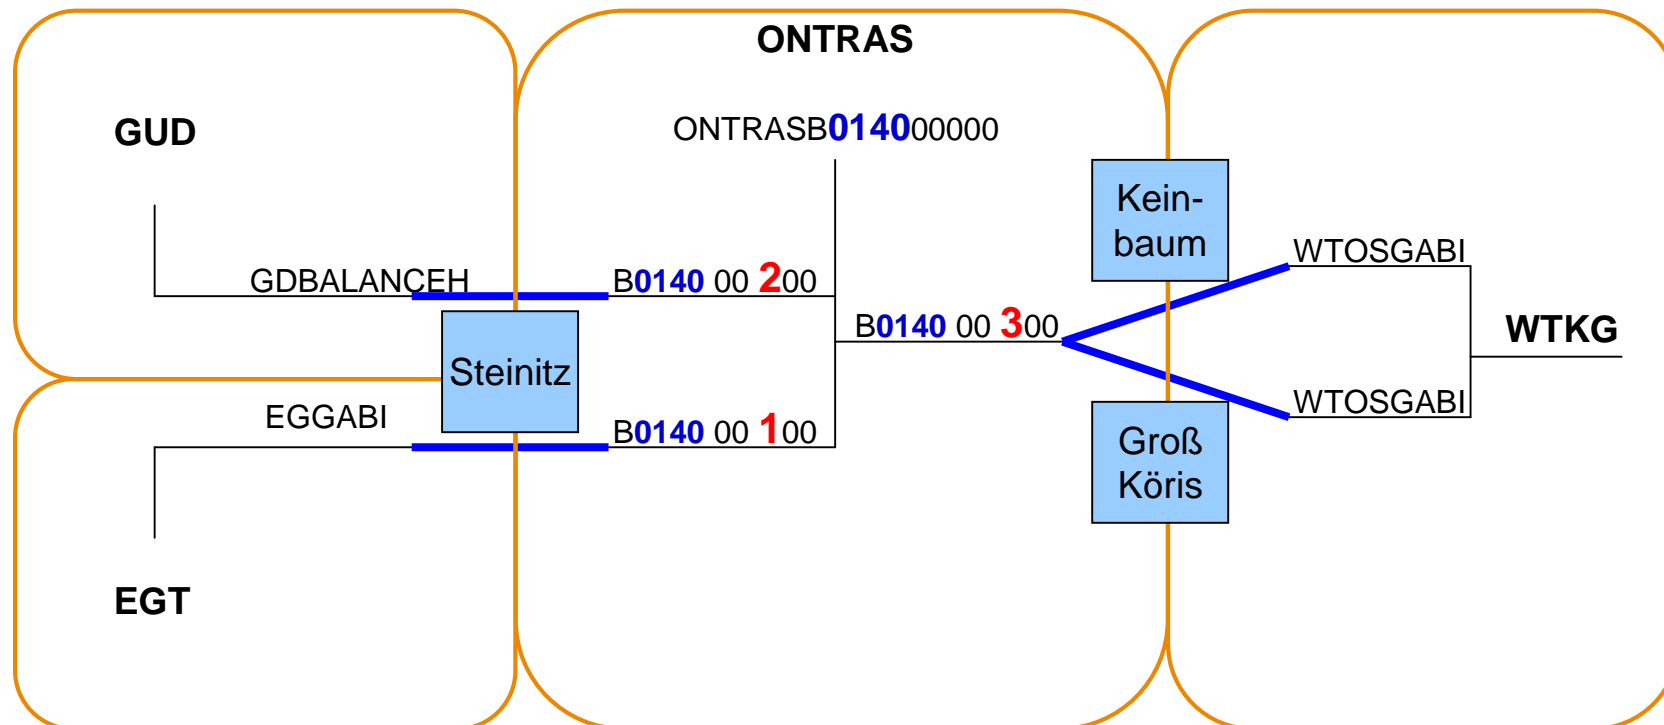 ONTRAS
GUD
ONTRASB014000000
Kein-
baum
WTOSGABI
GDBALANCEH
B0140 00 200
B0140 00 300
WTKG
Steinitz
WTOSGABI
EGGABI
B0140 00 100
Groß
Köris
EGT